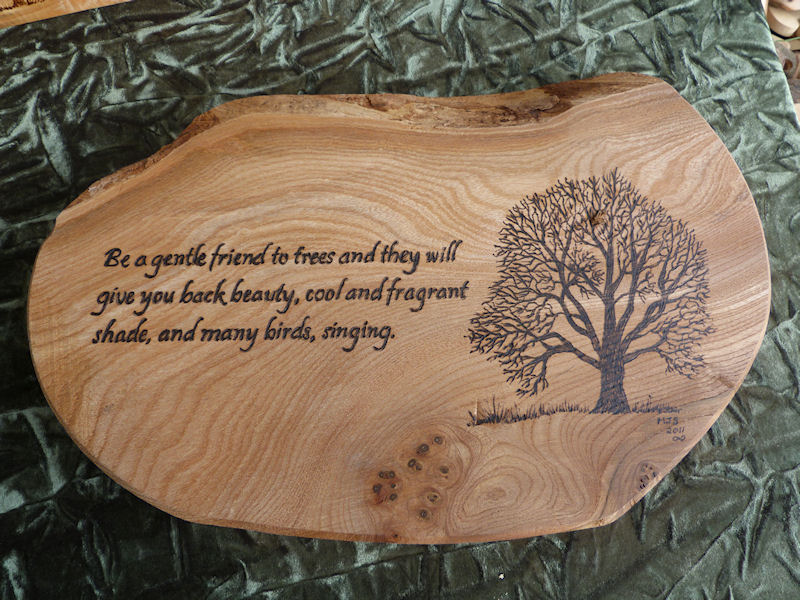 Be a gentle friend to trees and they will
give you back beauty, cool and fragrant
shade, and many birds, singing.
MJS
2011